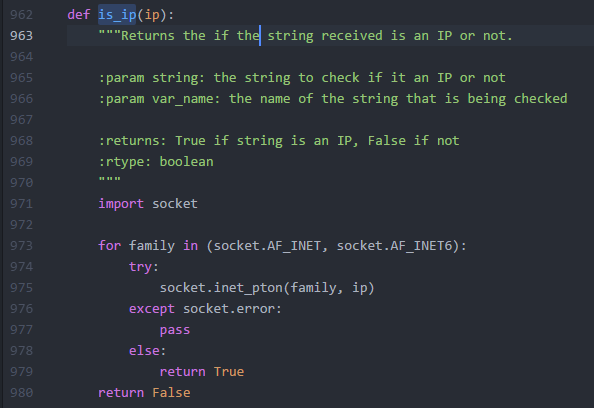 962 def is_ip(ip):
963     """Returns the if the string received is an IP or not.
964
965     :param string: the string to check if it an IP or not
966     :param var_name: the name of the string that is being checked
967
968     :returns: True if string is an IP, False if not
969     :rtype: boolean
970     """
971     import socket
972
973     for family in (socket.AF_INET, socket.AF_INET6):
974         try:
975             socket.inet_pton(family, ip)
976         except socket.error:
977             pass
978         else:
979             return True
980     return False